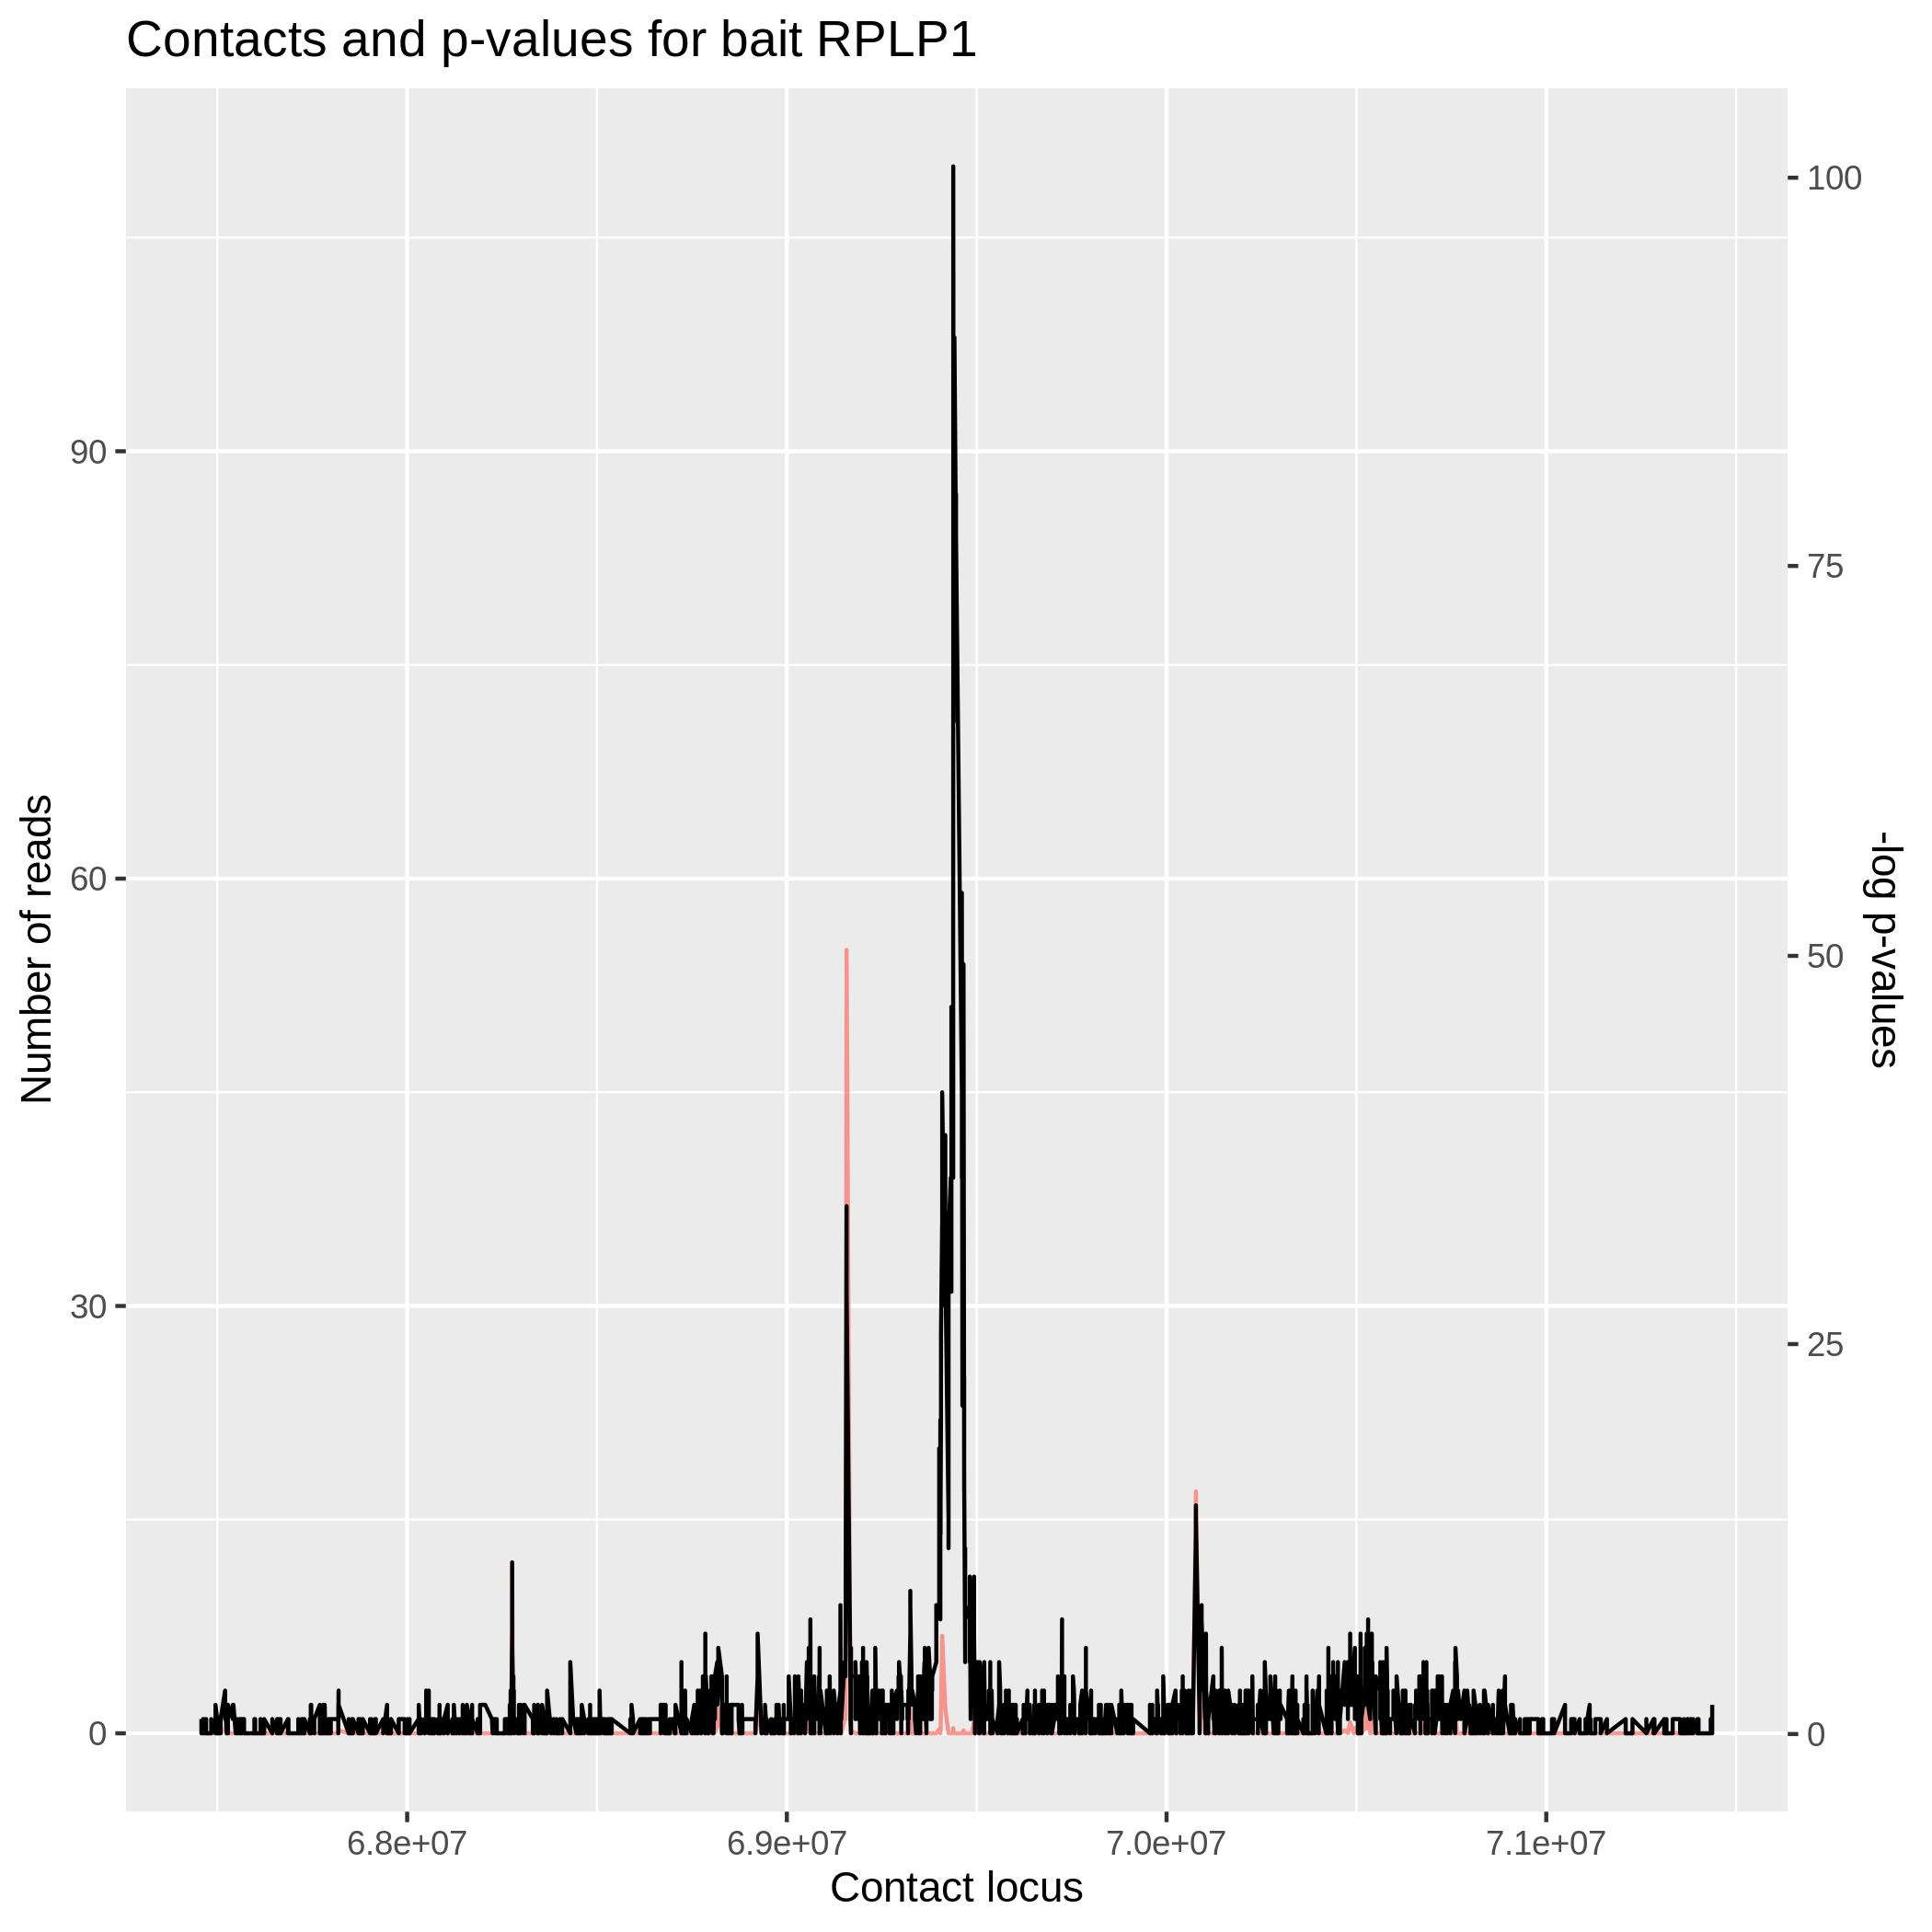 Contacts and p-values for bait RPLP1
100
90
75
60
50
30
25
0
0
Number of reads
-log p-values
6.8e+07
6.9e+07
7.0e+07
7.1e+07
Contact locus